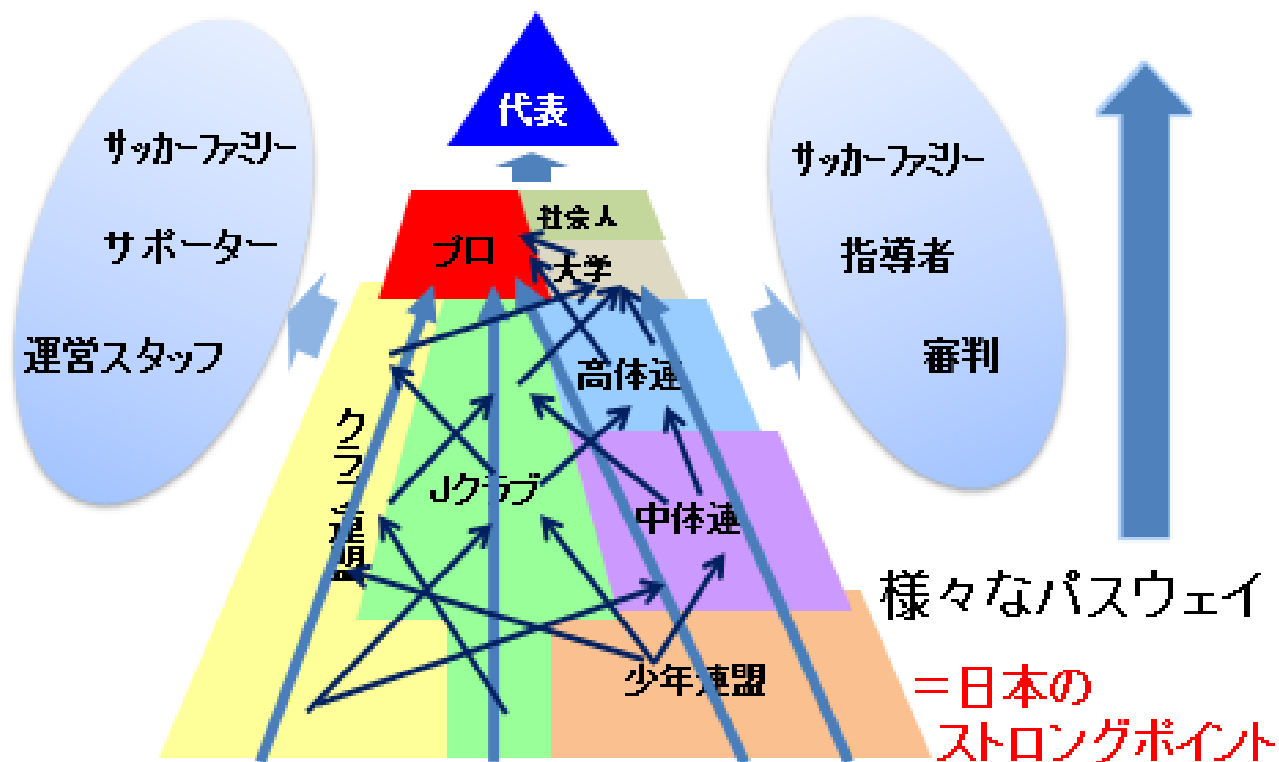 代表
サッカーファミリー
サポーター
運営スタッフ
サッカーファミリー
指導者
審判
プロ
社会人
大学
高体連
クラブ連盟
Jクラブ
中体連
少年連盟
様々なパスウェイ
＝日本の
ストロングポイント